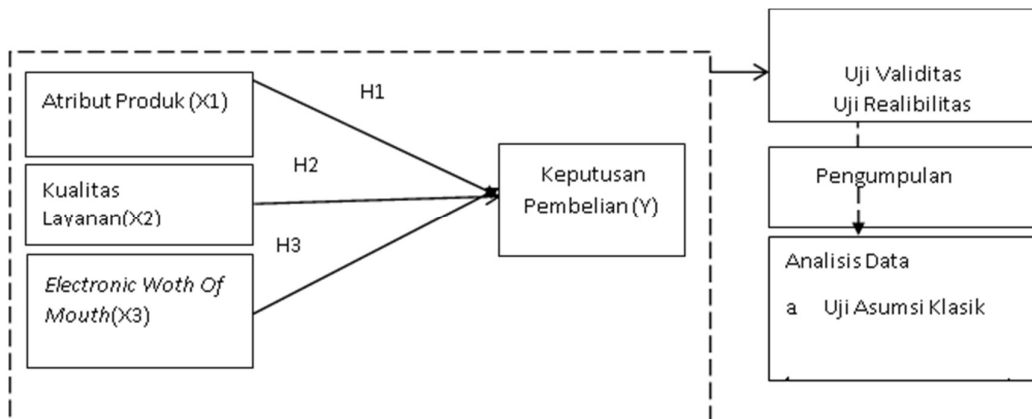 Atribut Produk (X1)
Kualitas
Layanan(X2)
Electronic Woth Of
Mouth(X3)
H1
H2
H3
Keputusan
Pembelian (Y)
Uji Validitas
Uji Realibilitas
Pengumpulan
Analisis Data
a Uji Asumsi Klasik